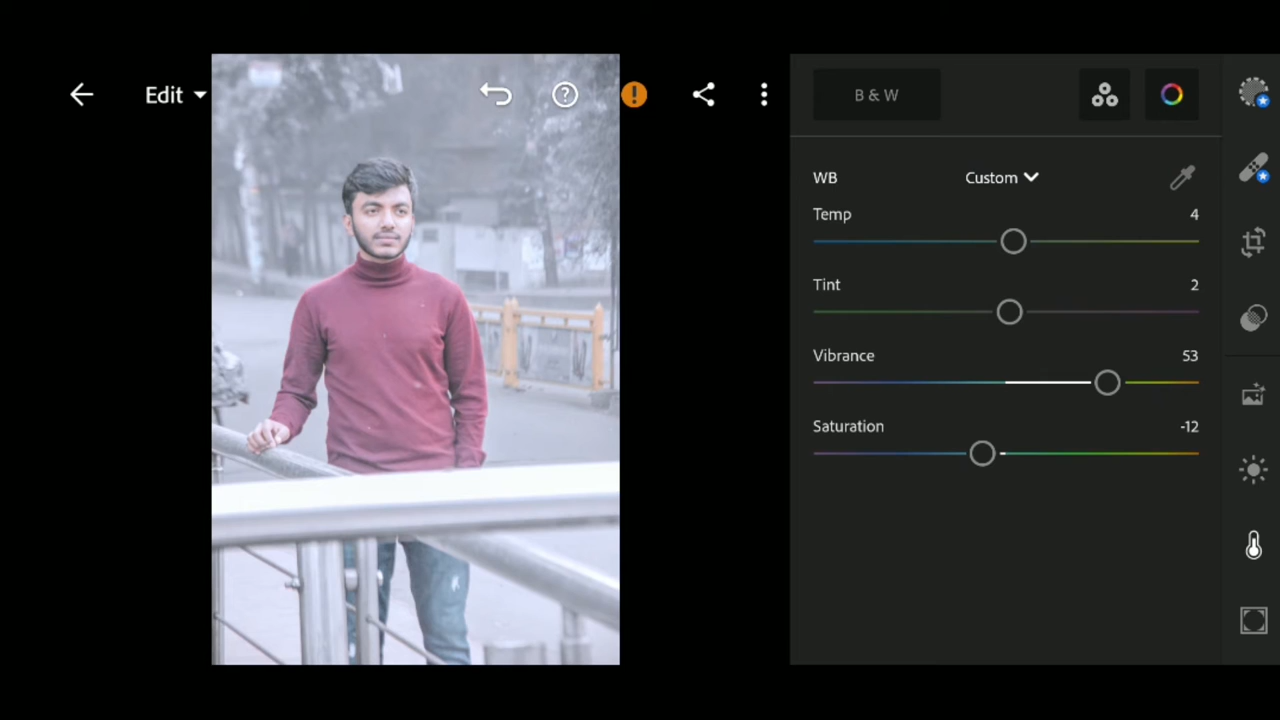 Edit
B & W
WB Custom
Temp 4
Tint 2
Vibrance 53
Saturation -12